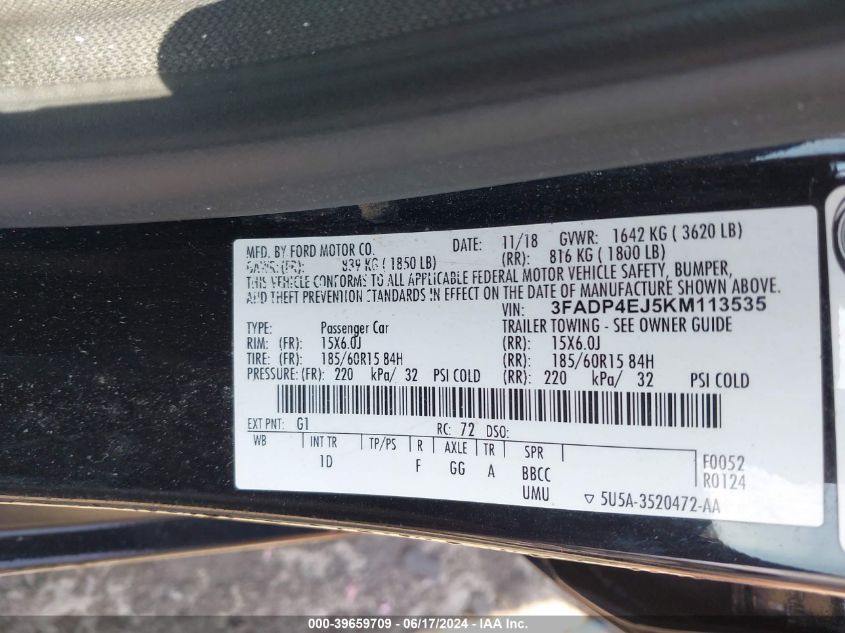 MFD. BY FORD MOTOR CO. DATE: 11/18 GVWR: 1642 KG ( 3620 LB)
GAWR: (FR): 839 KG ( 1850 LB) (RR): 816 KG ( 1800 LB)
THIS VEHICLE CONFORMS TO ALL APPLICABLE FEDERAL MOTOR VEHICLE SAFETY, BUMPER,
AND THEFT PREVENTION STANDARDS IN EFFECT ON THE DATE OF MANUFACTURE SHOWN ABOVE.
VIN: 3FADP4EJ5KM113535
TYPE: Passenger Car TRAILER TOWING - SEE OWNER GUIDE
RIM: (FR): 15X6.0J (RR): 15X6.0J
TIRE: (FR): 185/60R15 84H (RR): 185/60R15 84H
PRESSURE: (FR): 220 kPa/ 32 PSI COLD (RR): 220 kPa/ 32 PSI COLD
EXT PNT: G1 RC: 72 DSO:
WB INT TR TP/PS R AXLE TR SPR
1D F GG A BBCC
UMU
F0052
R0124
▽ 5U5A-3520472-AA
000-39659709 - 06/17/2024 - IAA Inc.